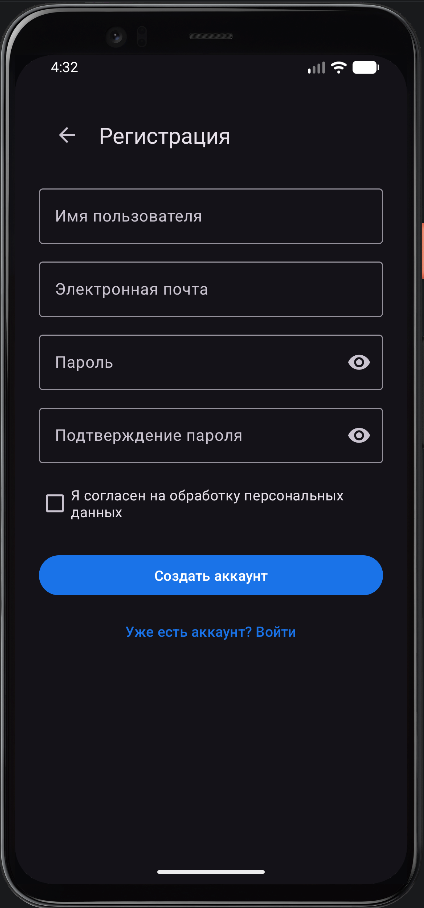 4:32
Регистрация
Имя пользователя
Электронная почта
Пароль
Подтверждение пароля
Я согласен на обработку персональных
данных
Создать аккаунт
Уже есть аккаунт? Войти